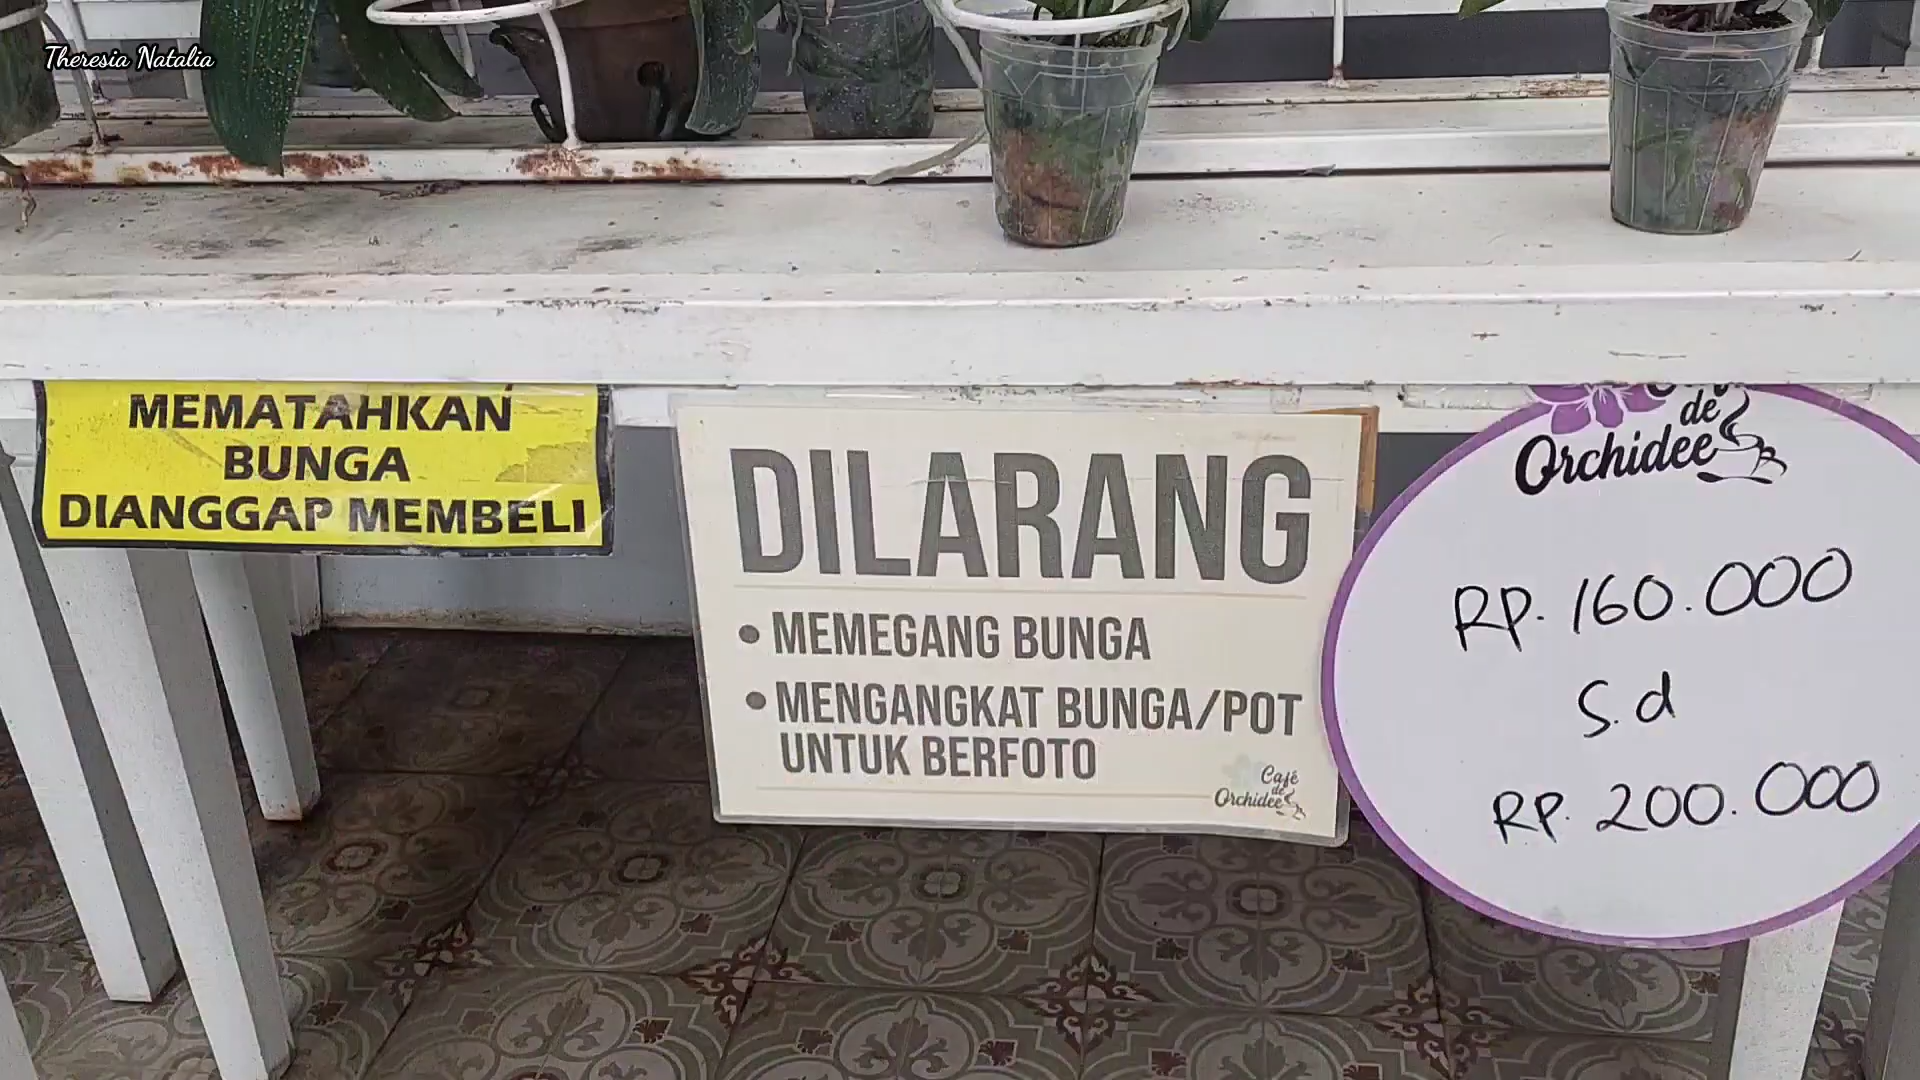 Theresia Natalia
MEMATAHKAN
BUNGA
DIANGGAP MEMBELI
DILARANG
• MEMEGANG BUNGA
• MENGANGKAT BUNGA/POT
UNTUK BERFOTO
Café
de
Orchidee
de
Orchidee
RP. 160.000
S.d
RP. 200.000